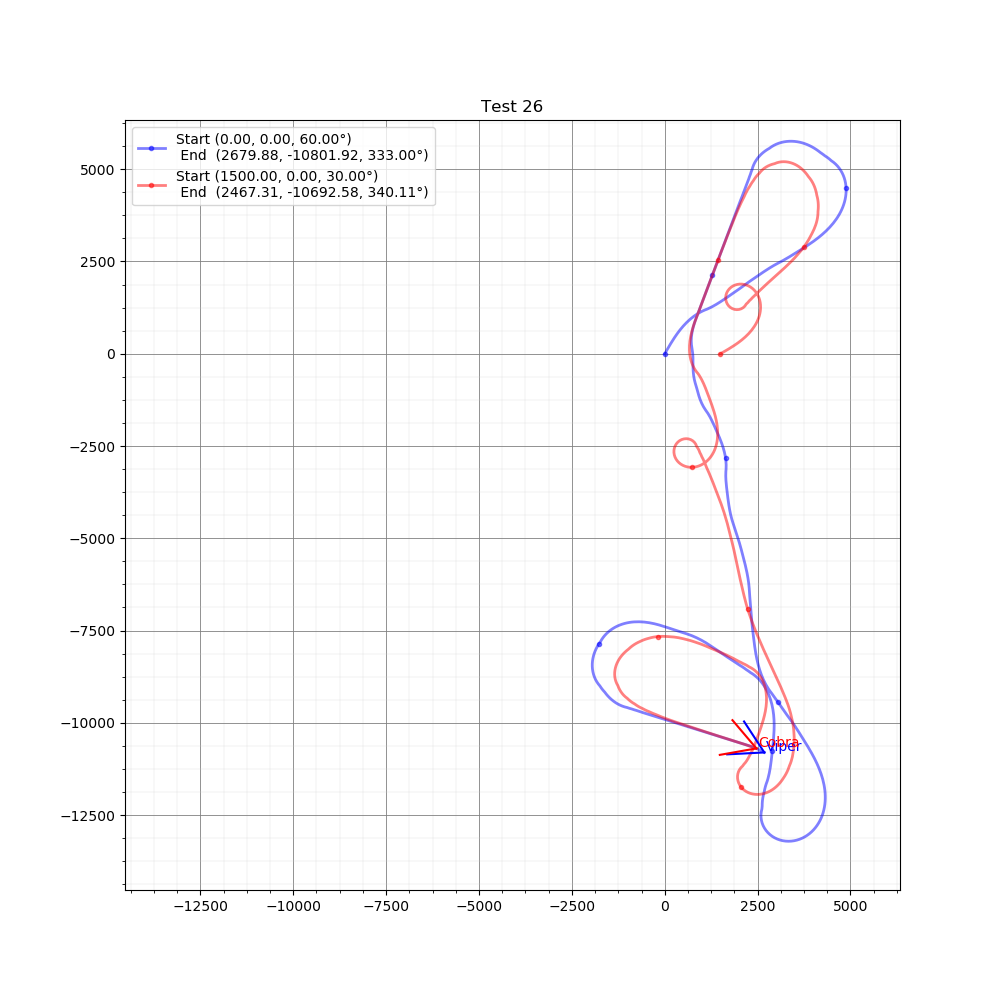 Test 26
Start (0.00, 0.00, 60.00°)
End (2679.88, -10801.92, 333.00°)
Start (1500.00, 0.00, 30.00°)
End (2467.31, -10692.58, 340.11°)
5000
2500
0
−2500
−5000
−7500
−10000
−12500
Cobra
Viper
−12500 −10000 −7500 −5000 −2500 0 2500 5000